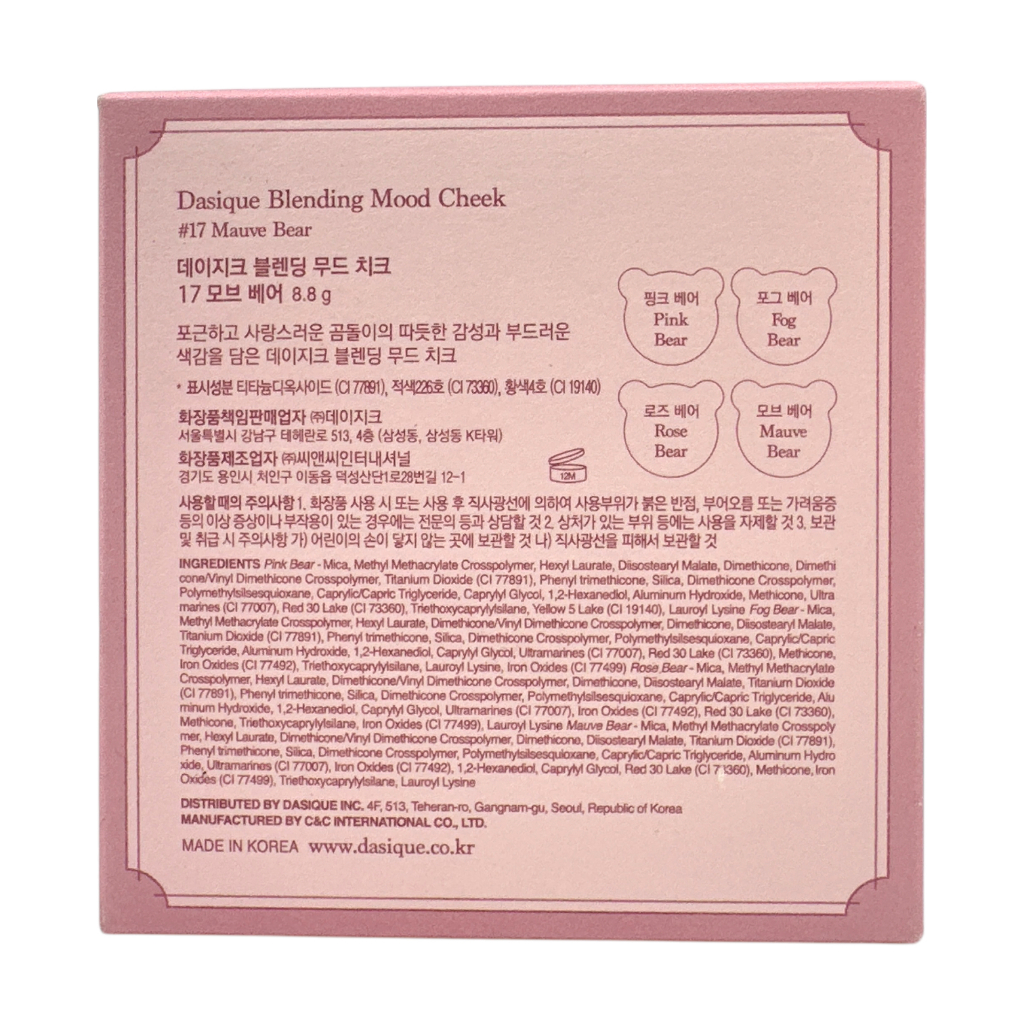 Dasique Blending Mood Cheek
#17 Mauve Bear
데이지크 블렌딩 무드 치크
17 모브 베어 8.8 g
포근하고 사랑스러운 곰돌이의 따듯한 감성과 부드러운
색감을 담은 데이지크 블렌딩 무드 치크
* 표시성분 티타늄디옥사이드 (CI 77891), 적색226호 (CI 73360), 황색4호 (CI 19140)
핑크 베어
Pink
Bear
포그 베어
Fog
Bear
로즈 베어
Rose
Bear
모브 베어
Mauve
Bear
화장품책임판매업자 ㈜데이지크
서울특별시 강남구 테헤란로 513, 4층 (삼성동, 삼성동 K타워)
화장품제조업자 ㈜씨앤씨인터내셔널
경기도 용인시 처인구 이동읍 덕성산단1로28번길 12-1
12M
사용할 때의 주의사항 1. 화장품 사용 시 또는 사용 후 직사광선에 의하여 사용부위가 붉은 반점, 부어오름 또는 가려움증
등의 이상 증상이나 부작용이 있는 경우에는 전문의 등과 상담할 것 2. 상처가 있는 부위 등에는 사용을 자제할 것 3. 보관
및 취급 시 주의사항 가) 어린이의 손이 닿지 않는 곳에 보관할 것 나) 직사광선을 피해서 보관할 것
INGREDIENTS Pink Bear - Mica, Methyl Methacrylate Crosspolymer, Hexyl Laurate, Diisostearyl Malate, Dimethicone, Dimethi
cone/Vinyl Dimethicone Crosspolymer, Titanium Dioxide (CI 77891), Phenyl trimethicone, Silica, Dimethicone Crosspolymer,
Polymethylsilsesquioxane, Caprylic/Capric Triglyceride, Caprylyl Glycol, 1,2-Hexanediol, Aluminum Hydroxide, Methicone, Ultra
marines (CI 77007), Red 30 Lake (CI 73360), Triethoxycaprylylsilane, Yellow 5 Lake (CI 19140), Lauroyl Lysine Fog Bear - Mica,
Methyl Methacrylate Crosspolymer, Hexyl Laurate, Dimethicone/Vinyl Dimethicone Crosspolymer, Dimethicone, Diisostearyl Malate,
Titanium Dioxide (CI 77891), Phenyl trimethicone, Silica, Dimethicone Crosspolymer, Polymethylsilsesquioxane, Caprylic/Capric
Triglyceride, Aluminum Hydroxide, 1,2-Hexanediol, Caprylyl Glycol, Ultramarines (CI 77007), Red 30 Lake (CI 73360), Methicone,
Iron Oxides (CI 77492), Triethoxycaprylylsilane, Lauroyl Lysine, Iron Oxides (CI 77499) Rose Bear - Mica, Methyl Methacrylate
Crosspolymer, Hexyl Laurate, Dimethicone/Vinyl Dimethicone Crosspolymer, Dimethicone, Diisostearyl Malate, Titanium Dioxide
(CI 77891), Phenyl trimethicone, Silica, Dimethicone Crosspolymer, Polymethylsilsesquioxane, Caprylic/Capric Triglyceride, Alu
minum Hydroxide, 1,2-Hexanediol, Caprylyl Glycol, Ultramarines (CI 77007), Iron Oxides (CI 77492), Red 30 Lake (CI 73360),
Methicone, Triethoxycaprylylsilane, Iron Oxides (CI 77499), Lauroyl Lysine Mauve Bear - Mica, Methyl Methacrylate Crosspoly
mer, Hexyl Laurate, Dimethicone/Vinyl Dimethicone Crosspolymer, Dimethicone, Diisostearyl Malate, Titanium Dioxide (CI 77891),
Phenyl trimethicone, Silica, Dimethicone Crosspolymer, Polymethylsilsesquioxane, Caprylic/Capric Triglyceride, Aluminum Hydro
xide, Ultramarines (CI 77007), Iron Oxides (CI 77492), 1,2-Hexanediol, Caprylyl Glycol, Red 30 Lake (CI 73360), Methicone, Iron
Oxides (CI 77499), Triethoxycaprylylsilane, Lauroyl Lysine
DISTRIBUTED BY DASIQUE INC. 4F, 513, Teheran-ro, Gangnam-gu, Seoul, Republic of Korea
MANUFACTURED BY C&C INTERNATIONAL CO., LTD.
MADE IN KOREA www.dasique.co.kr